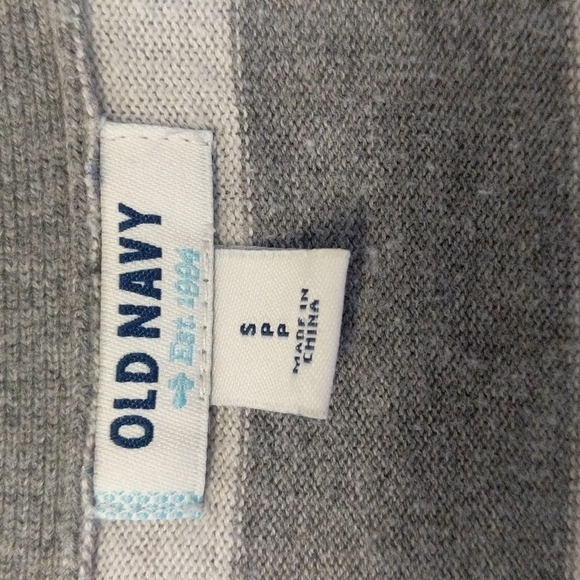 OLD NAVY
Est. 1994
S
P P
MADE IN
CHINA